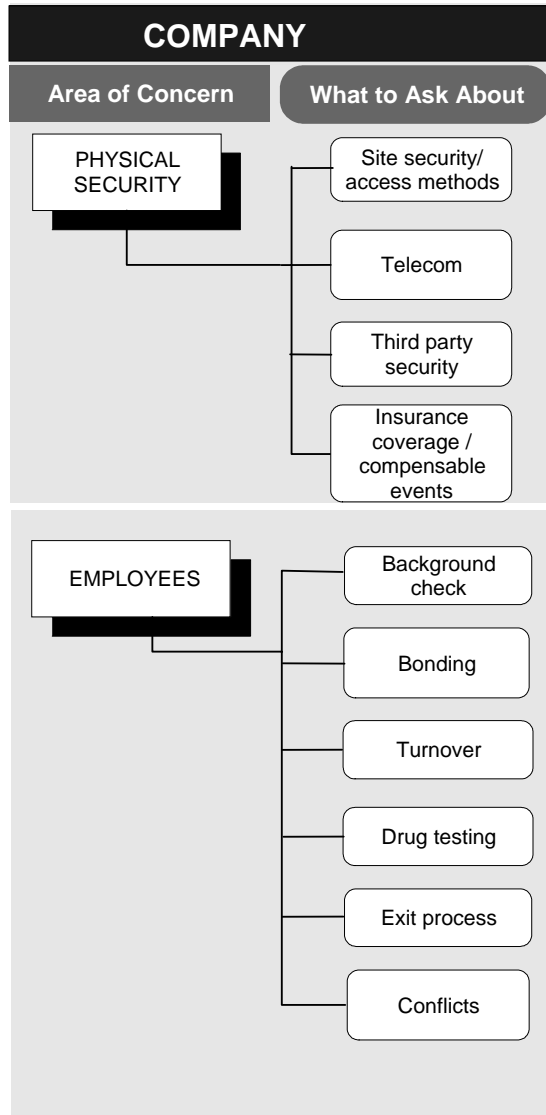 COMPANY
Area of Concern
What to Ask About
PHYSICAL
SECURITY
Site security/
access methods
Telecom
Third party
security
Insurance
coverage /
compensable
events
EMPLOYEES
Background
check
Bonding
Turnover
Drug testing
Exit process
Conflicts